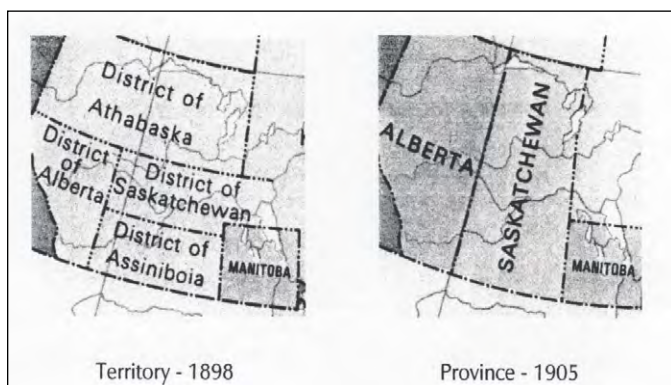 District of
Athabaska
District
of
Alberta
District of
Saskatchewan
District of
Assiniboia
MANITOBA
Territory - 1898
ALBERTA
SASKATCHEWAN
MANITOBA
Province - 1905